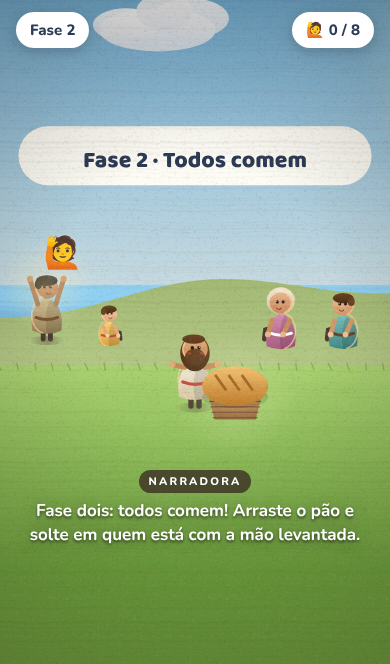 Fase 2
0 / 8
Fase 2 · Todos comem
NARRADORA
Fase dois: todos comem! Arraste o pão e
solte em quem está com a mão levantada.